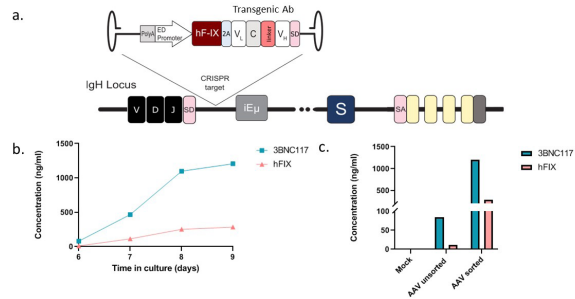 a.
Transgenic Ab
PolyA
ED Promoter
hF-IX
2A
VL
C
linker
VH
SD
CRISPR
target
IgH Locus
V D J SD iEμ S SA
b.
1500
1000
500
0
Concentration (ng/ml)
6 7 8 9
Time in culture (days)
3BNC117
hFIX
c.
1500
1000
500
100
50
0
Concentration (ng/ml)
Mock
AAV unsorted
AAV sorted
3BNC117
hFIX